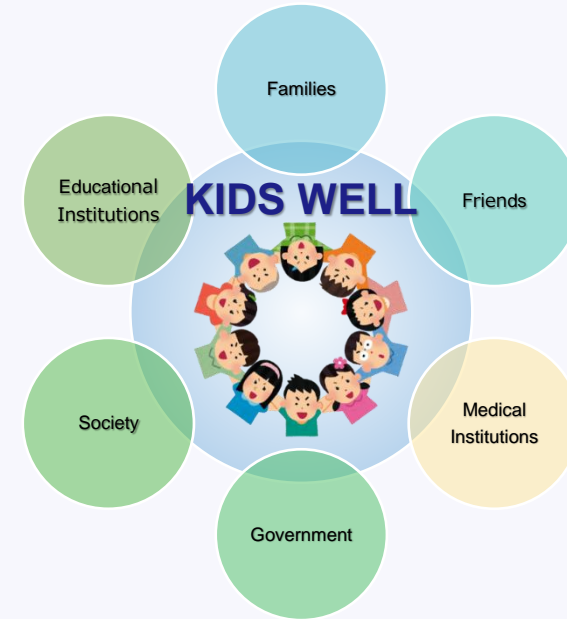 Families
Educational
Institutions
KIDS WELL
Friends
Society
Medical
Institutions
Government